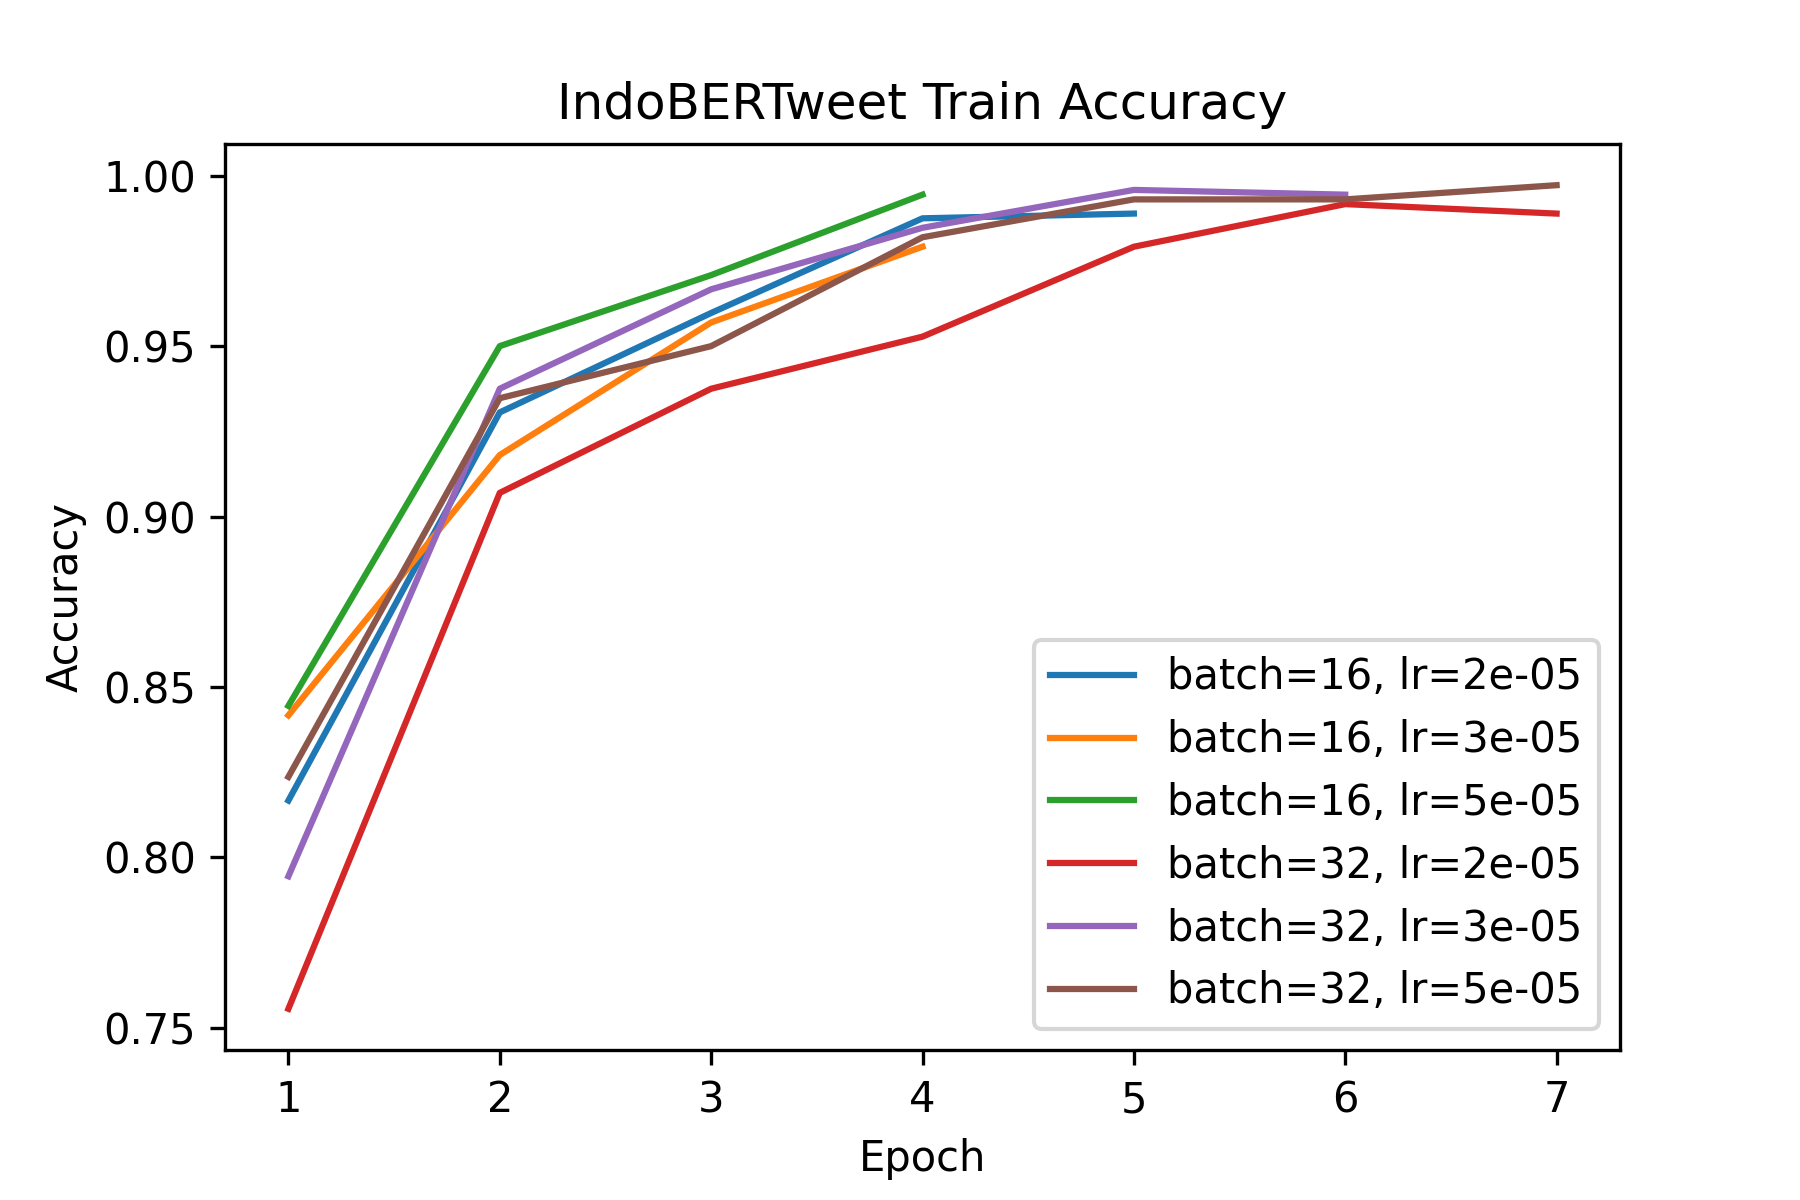 IndoBERTweet Train Accuracy
1.00
0.95
0.90
0.85
0.80
0.75
Accuracy
batch=16, lr=2e-05
batch=16, lr=3e-05
batch=16, lr=5e-05
batch=32, lr=2e-05
batch=32, lr=3e-05
batch=32, lr=5e-05
1 2 3 4 5 6 7
Epoch